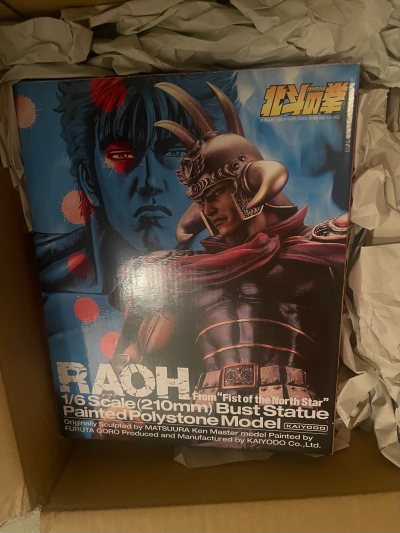 北斗の拳
RAOH
From "Fist of the North Star"
1/6 Scale(210mm) Bust Statue
Painted Polystone Model KAIYODO
Originally Sculpted by MATSUURA Ken Master model Painted by
FURUTA GORO Produced and Manufactured by KAIYODO Co.,Ltd.